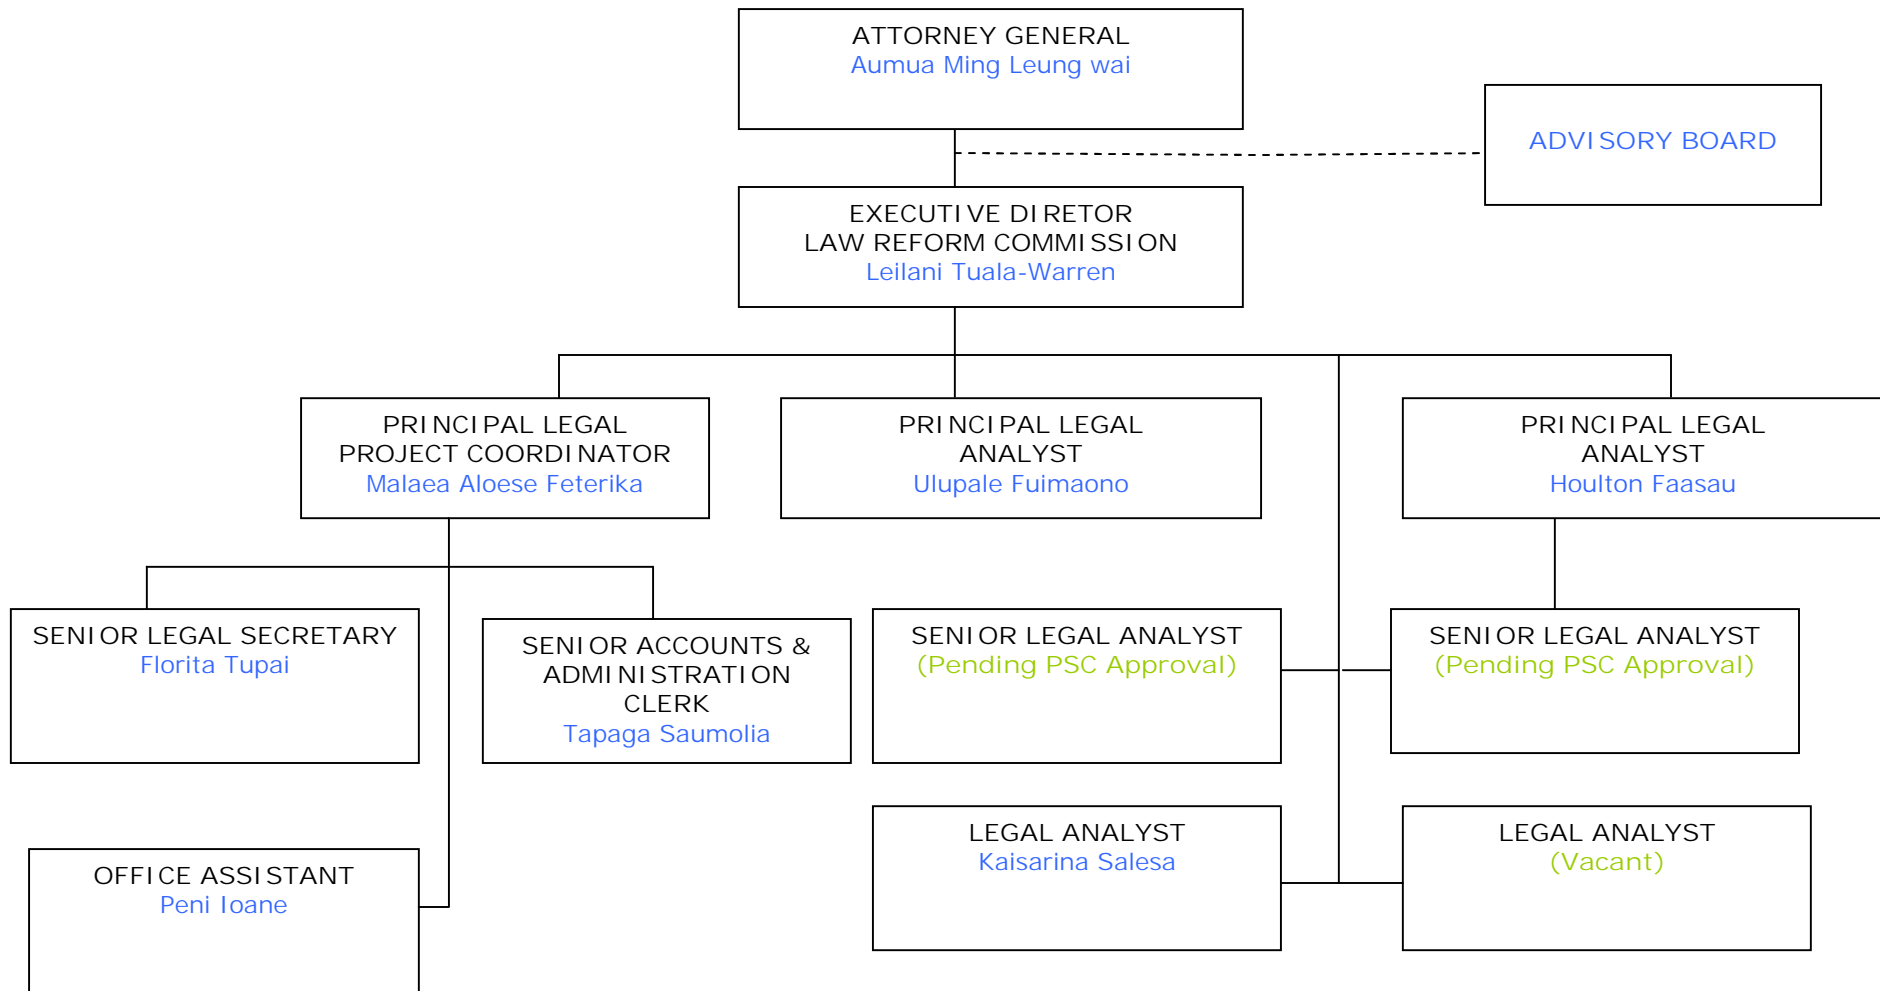 ATTORNEY GENERAL
Aumua Ming Leung wai
ADVISORY BOARD
EXECUTIVE DIRETOR
LAW REFORM COMMISSION
Leilani Tuala-Warren
PRINCIPAL LEGAL
PROJECT COORDINATOR
Malaea Aloese Feterika
PRINCIPAL LEGAL
ANALYST
Ulupale Fuimaono
PRINCIPAL LEGAL
ANALYST
Houlton Faasau
SENIOR LEGAL SECRETARY
Florita Tupai
SENIOR ACCOUNTS &
ADMINISTRATION
CLERK
Tapaga Saumolia
SENIOR LEGAL ANALYST
(Pending PSC Approval)
SENIOR LEGAL ANALYST
(Pending PSC Approval)
OFFICE ASSISTANT
Peni Ioane
LEGAL ANALYST
Kaisarina Salesa
LEGAL ANALYST
(Vacant)